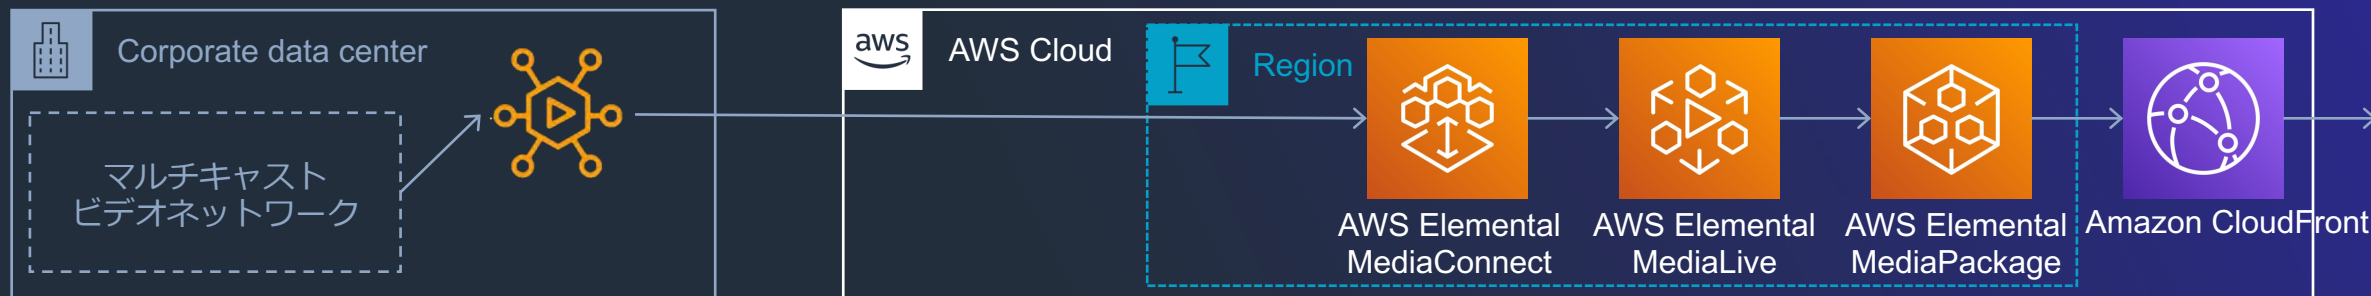 Corporate data center
マルチキャスト
ビデオネットワーク
aws
AWS Cloud
Region
AWS Elemental
MediaConnect
AWS Elemental
MediaLive
AWS Elemental
MediaPackage
Amazon CloudFront